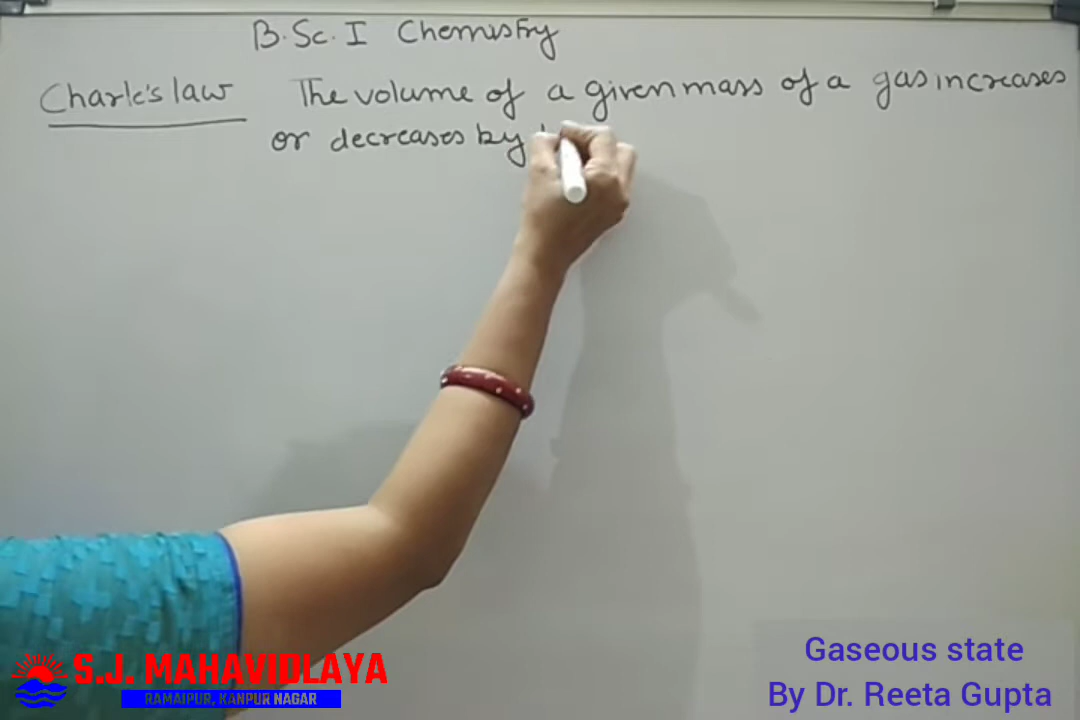 B.Sc. I Chemistry
Charle's law The volume of a given mass of a gas increases
or decreases by
S.J. MAHAVIDLAYA
RAMAIPUR, KANPUR NAGAR
Gaseous state
By Dr. Reeta Gupta